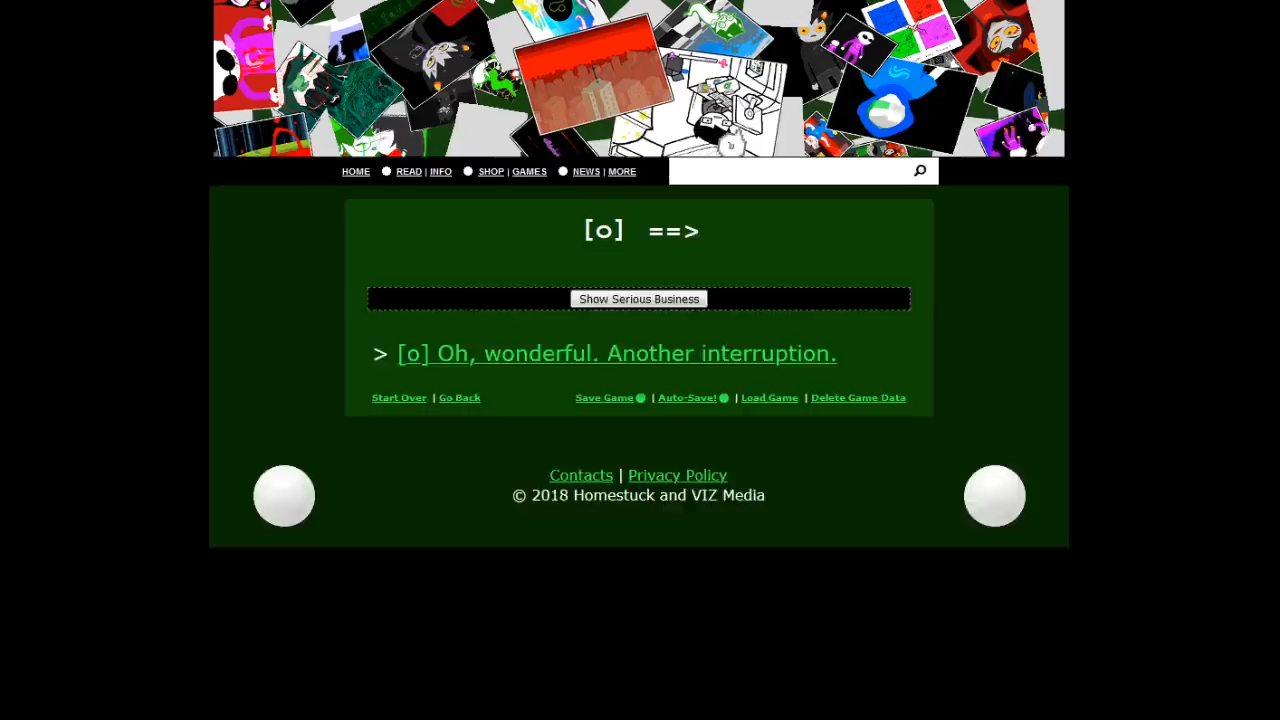 HOME READ | INFO SHOP | GAMES NEWS | MORE
[o] ==>
Show Serious Business
> [o] Oh, wonderful. Another interruption.
Start Over | Go Back Save Game | Auto-Save! | Load Game | Delete Game Data
Contacts | Privacy Policy
© 2018 Homestuck and VIZ Media